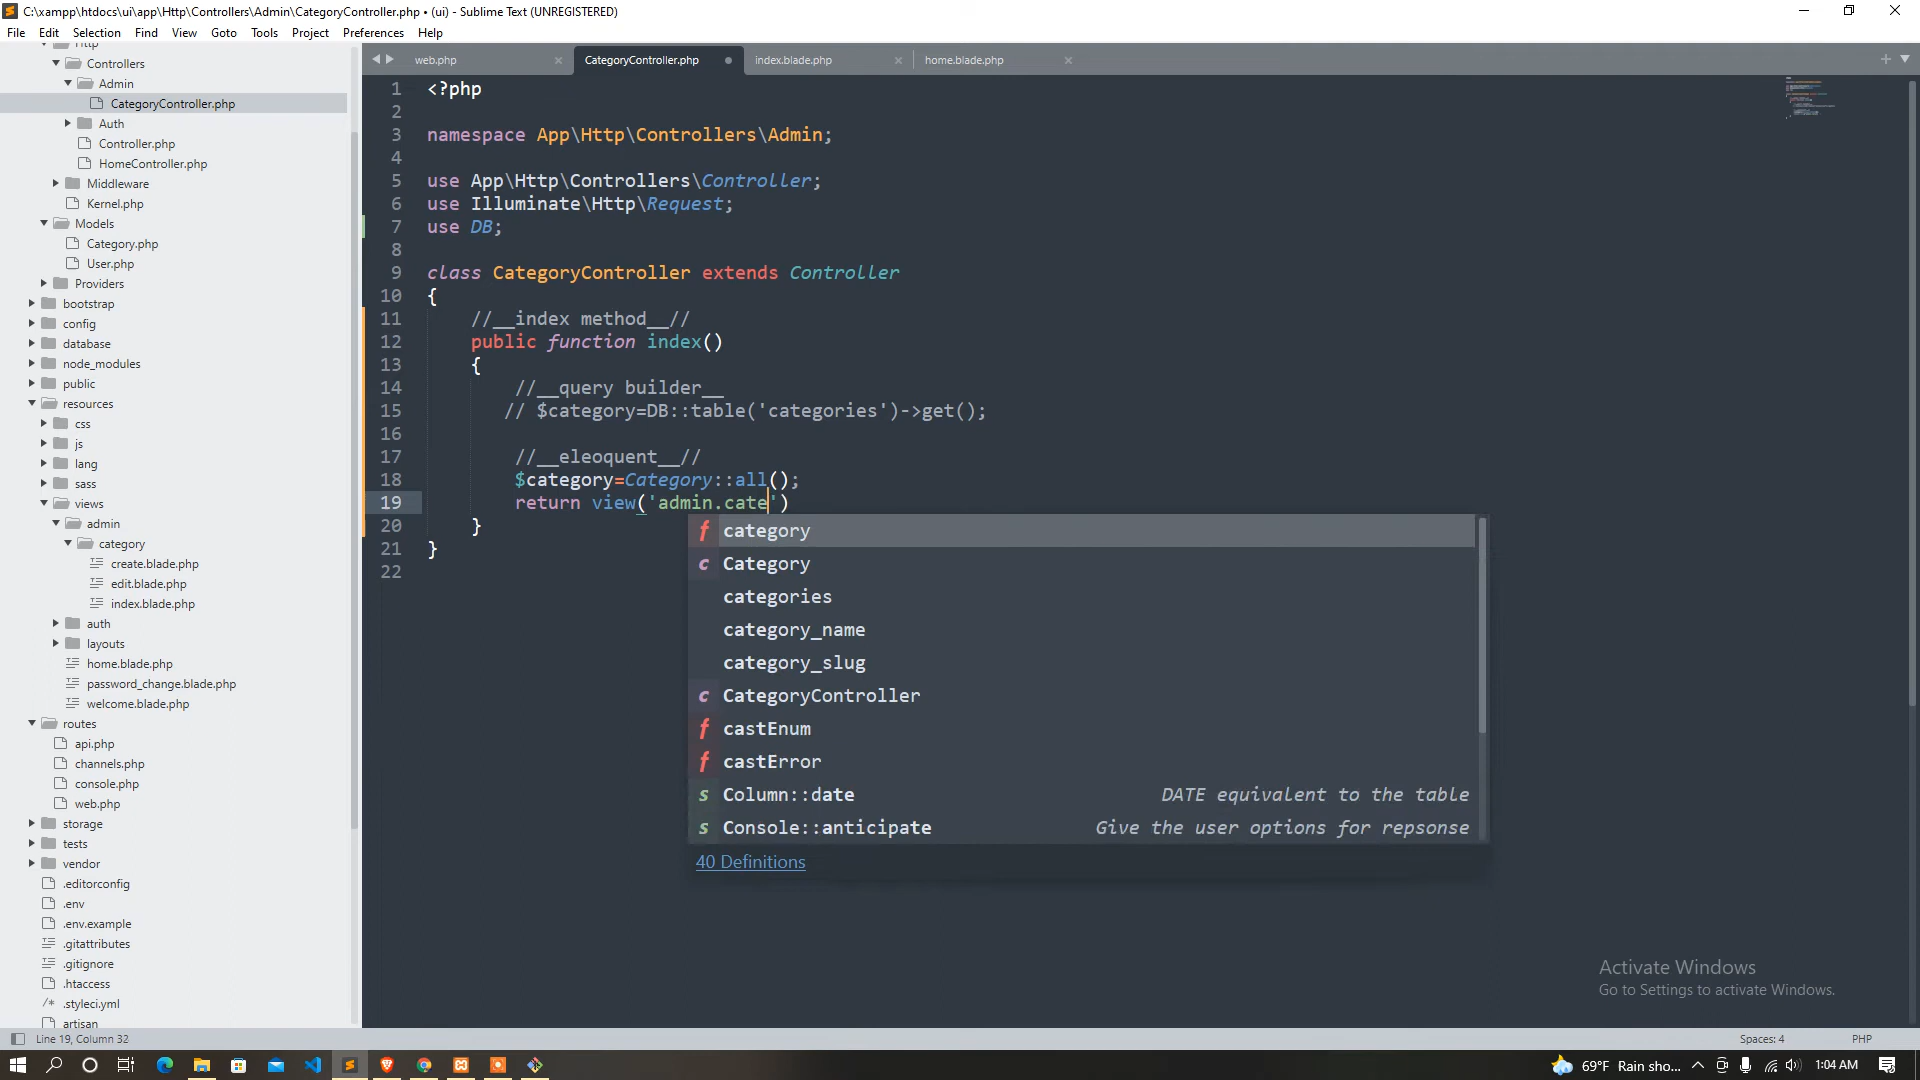 C:\xampp\htdocs\ui\app\Http\Controllers\Admin\CategoryController.php • (ui) - Sublime Text (UNREGISTERED)
File Edit Selection Find View Goto Tools Project Preferences Help
Http
Controllers
Admin
CategoryController.php
Auth
Controller.php
HomeController.php
Middleware
Kernel.php
Models
Category.php
User.php
Providers
bootstrap
config
database
node_modules
public
resources
css
js
lang
sass
views
admin
category
create.blade.php
edit.blade.php
index.blade.php
auth
layouts
home.blade.php
password_change.blade.php
welcome.blade.php
routes
api.php
channels.php
console.php
web.php
storage
tests
vendor
.editorconfig
.env
.env.example
.gitattributes
.gitignore
.htaccess
.styleci.yml
artisan
web.php CategoryController.php index.blade.php home.blade.php
1 <?php
2
3 namespace App\Http\Controllers\Admin;
4
5 use App\Http\Controllers\Controller;
6 use Illuminate\Http\Request;
7 use DB;
8
9 class CategoryController extends Controller
10 {
11 //__index method__//
12 public function index()
13 {
14 //__query builder__
15 // $category=DB::table('categories')->get();
16
17 //__eleoquent__//
18 $category=Category::all();
19 return view('admin.cate')
20 }
21 }
22
f category
c Category
categories
category_name
category_slug
c CategoryController
f castEnum
f castError
s Column::date DATE equivalent to the table
s Console::anticipate Give the user options for repsonse
40 Definitions
Activate Windows
Go to Settings to activate Windows.
Line 19, Column 32 Spaces: 4 PHP
69°F Rain sho... 1:04 AM